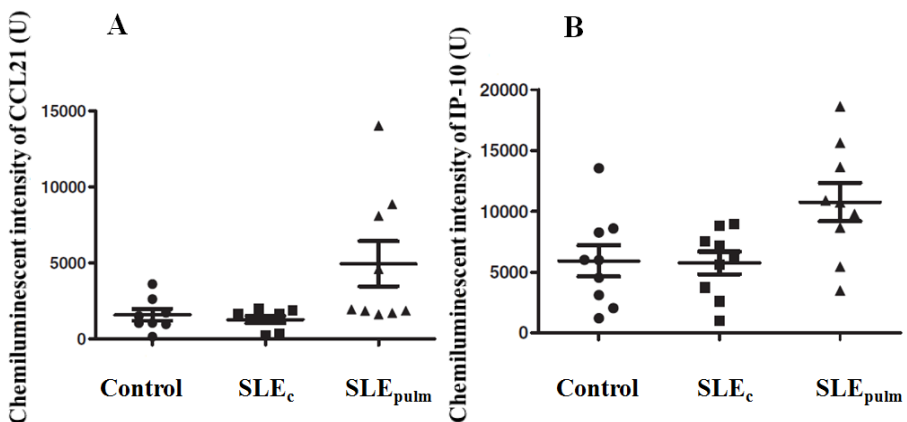 A
Chemiluminescent intensity of CCL21 (U)
15000
10000
5000
0
Control SLEc SLEpulm
B
Chemiluminescent intensity of IP-10 (U)
20000
15000
10000
5000
0
Control SLEc SLEpulm